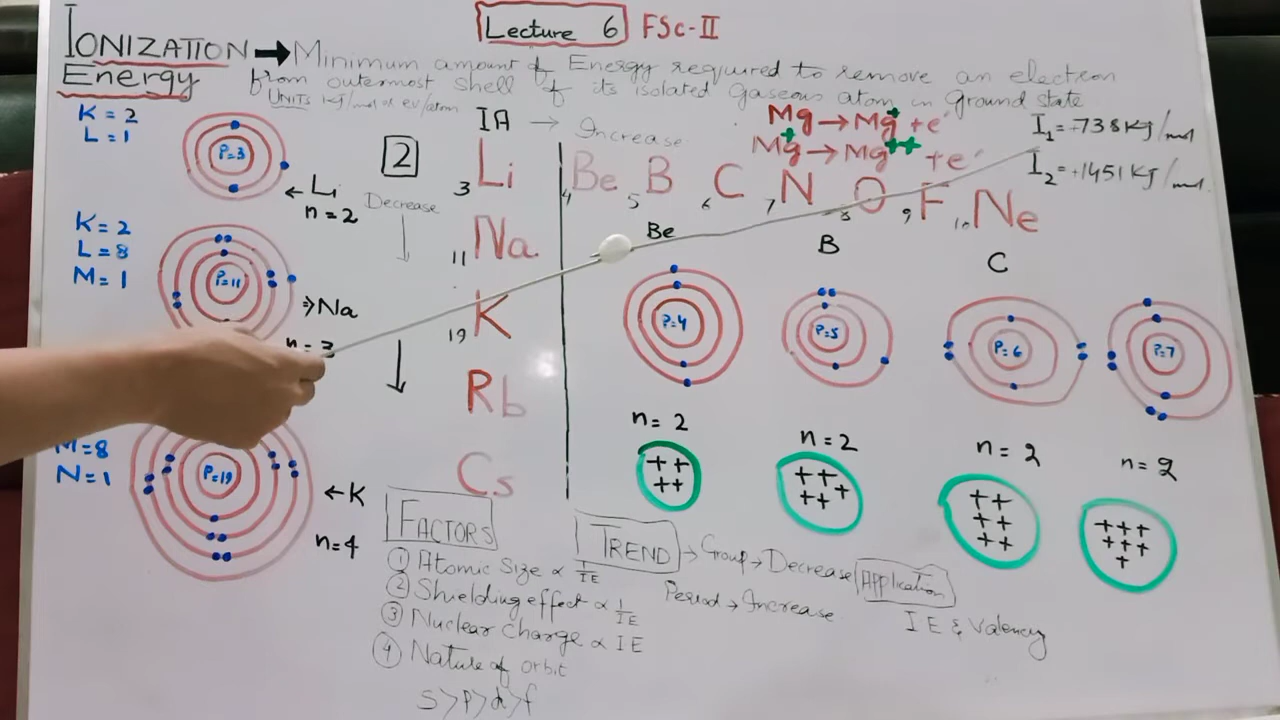 Lecture 6 FSc-II
IONIZATION → Minimum amount of Energy required to remove an electron
Energy from outermost shell of its isolated gaseous atom in Ground state
UNITS KJ/mol or ev/atom
K = 2
L = 1
P=3
← Li
n = 2
K = 2
L = 8
M = 1
P=11
→ Na
n = 3
M = 8
N = 1
P=19
← K
n = 4
2
Decrease
IA → Increase
3 Li
11 Na
19 K
Rb
Cs
4 Be 5 B 6 C 7 N 8 O 9 F 10 Ne
Mg → Mg+ + e-
Mg+ → Mg++ + e-
I1 = +738 KJ/mol
I2 = +1451 KJ/mol
Be
B
C
P=4
P=5
P=6
P=7
n = 2
n = 2
n = 2
n = 2
+ +
+ +
+ + +
+ +
+ +
+ +
+ +
+ + +
+ + +
+
FACTORS
① Atomic Size ∝ 1/IE
② Shielding effect ∝ 1/IE
③ Nuclear charge ∝ IE
④ Nature of orbit
S > P > d > f
TREND → Group → Decrease
Period → Increase
Application
IE & Valency